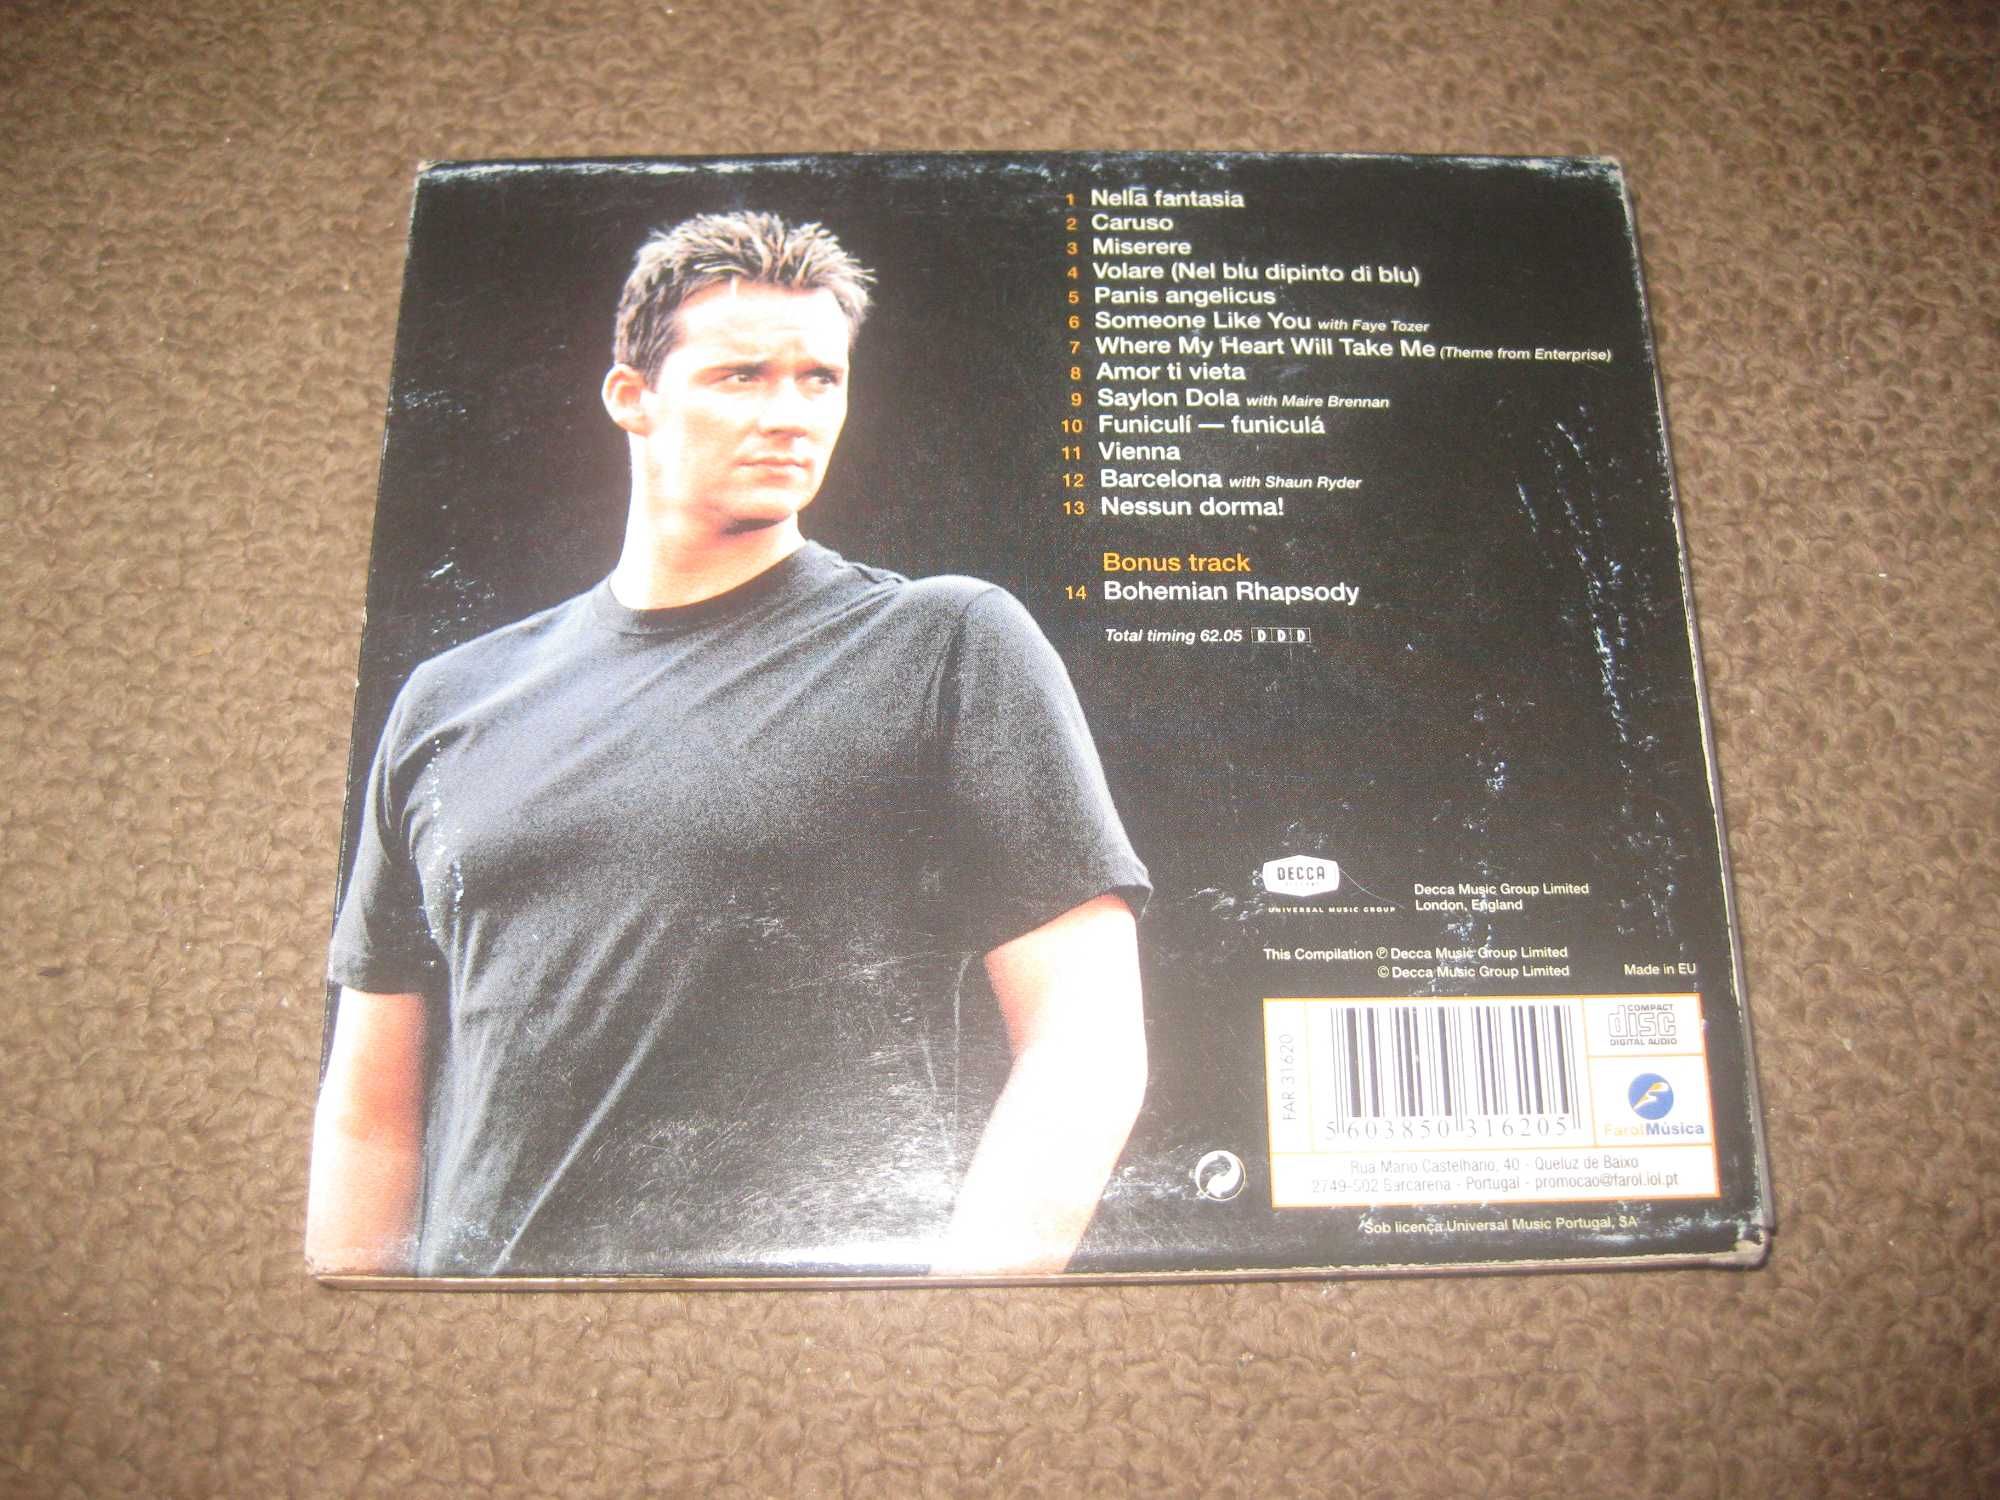 1 Nella fantasia
2 Caruso
3 Miserere
4 Volare (Nel blu dipinto di blu)
5 Panis angelicus
6 Someone Like You with Faye Tozer
7 Where My Heart Will Take Me (Theme from Enterprise)
8 Amor ti vieta
9 Saylon Dola with Maire Brennan
10 Funiculí — funiculá
11 Vienna
12 Barcelona with Shaun Ryder
13 Nessun dorma!
Bonus track
14 Bohemian Rhapsody
Total timing 62.05 DDD
DECCA
UNIVERSAL MUSIC GROUP
Decca Music Group Limited
London, England
This Compilation ℗ Decca Music Group Limited
© Decca Music Group Limited
Made in EU
FAR 31620
5 603850 316205
COMPACT
disc
DIGITAL AUDIO
FarolMúsica
Rua Mario Castelhano, 40 - Queluz de Baixo
2749-502 Barcarena - Portugal - promocao@farol.iol.pt
Sob licença Universal Music Portugal, SA